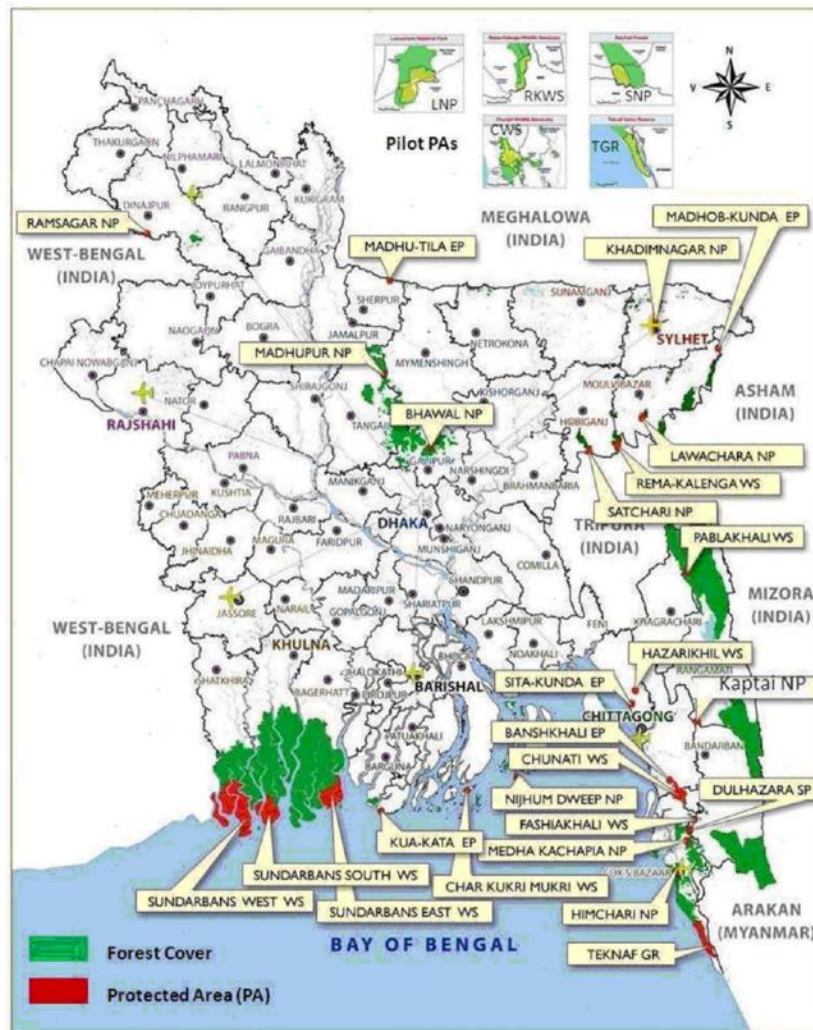 LNP
RKWS
SNP
Pilot PAs
CWS
TGR
N
E
S
PANCHAGARH
THAKURGAON
NILPHAMARI
LALMONIRHAT
KURIGRAM
DINAJPUR
RANGPUR
RAMSAGAR NP
WEST-BENGAL
(INDIA)
GAIBANDHA
MADHU-TILA EP
MEGHALOWA
(INDIA)
MADHOB-KUNDA EP
KHADIMNAGAR NP
JOYPURHAT
SHERPUR
SUNAMGANJ
SYLHET
NAOGAON
BOGRA
JAMALPUR
NETROKONA
MADHUPUR NP
MYMENSHINGH
CHAPAI NOWABGONJ
SHIRAJGONJ
KISHORGANJ
MOULVIBAZAR
ASHAM
(INDIA)
NATOR
RAJSHAHI
TANGAIL
BHAWAL NP
HOBIGANJ
GAZIPUR
LAWACHARA NP
PABNA
NARSHINGDI
MANIKGANJ
BRAHMANBARIA
REMA-KALENGA WS
MEHERPUR
KUSHTIA
SATCHARI NP
CHUADANGA
RAJBARI
DHAKA
NARYONGANJ
TRIPURA
(INDIA)
PABLAKHALI WS
JHINAIDHA
MAGURA
FARIDPUR
MUNSHIGANJ
COMILLA
CHANDPUR
MIZORA
(INDIA)
MADARIPUR
SHARIATPUR
JASSORE
NARAIL
GOPALGONJ
LAKSHMIPUR
FENI
KHAGRACHARI
WEST-BENGAL
(INDIA)
KHULNA
NOAKHALI
BHOLA
HAZARIKHIL WS
RANGAMATI
SHATKHIRA
JHALOKATHI
BAGERHATT
PIROJPUR
BARISHAL
SITA-KUNDA EP
Kaptai NP
CHITTAGONG
PATUAKHALI
BANSHKHALI EP
BANDARBAN
BARGUNA
CHUNATI WS
DULHAZARA SP
NIJHUM DWEEP NP
FASHIAKHALI WS
KUA-KATA EP
MEDHA KACHAPIA NP
SUNDARBANS SOUTH WS
CHAR KUKRI MUKRI WS
SUNDARBANS WEST WS
SUNDARBANS EAST WS
HIMCHARI NP
ARAKAN
(MYANMAR)
BAY OF BENGAL
TEKNAF GR
Forest Cover
Protected Area (PA)